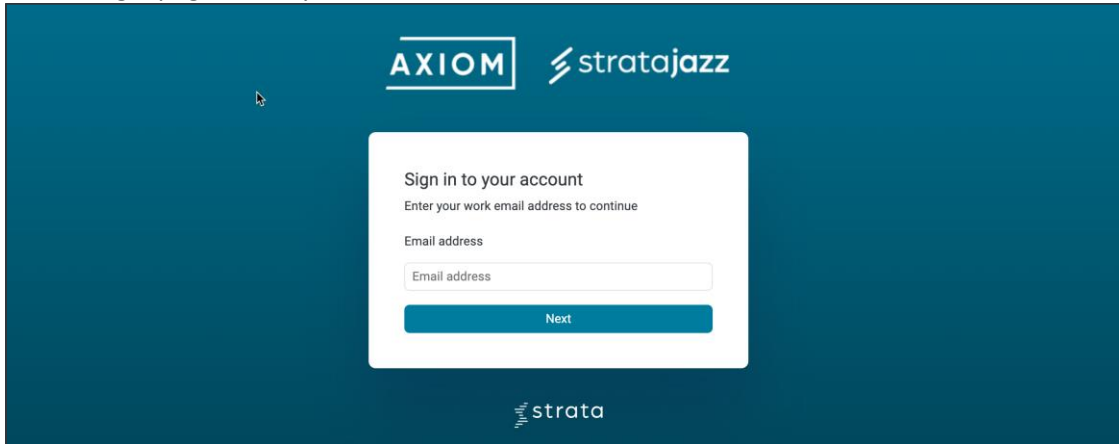 AXIOM stratajazz
Sign in to your account
Enter your work email address to continue
Email address
Email address
Next
strata